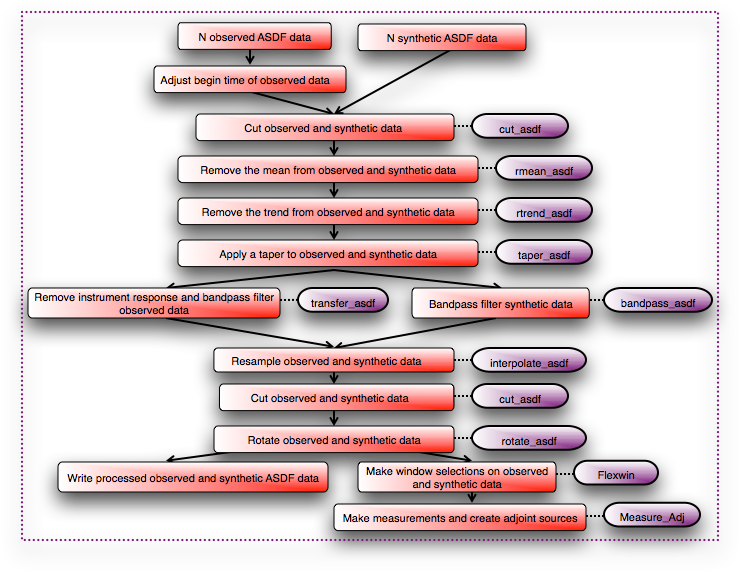 N observed ASDF data
N synthetic ASDF data
Adjust begin time of observed data
Cut observed and synthetic data
cut_asdf
Remove the mean from observed and synthetic data
rmean_asdf
Remove the trend from observed and synthetic data
rtrend_asdf
Apply a taper to observed and synthetic data
taper_asdf
Remove instrument response and bandpass filter
observed data
transfer_asdf
Bandpass filter synthetic data
bandpass_asdf
Resample observed and synthetic data
interpolate_asdf
Cut observed and synthetic data
cut_asdf
Rotate observed and synthetic data
rotate_asdf
Write processed observed and synthetic ASDF data
Make window selections on observed
and synthetic data
Flexwin
Make measurements and create adjoint sources
Measure_Adj